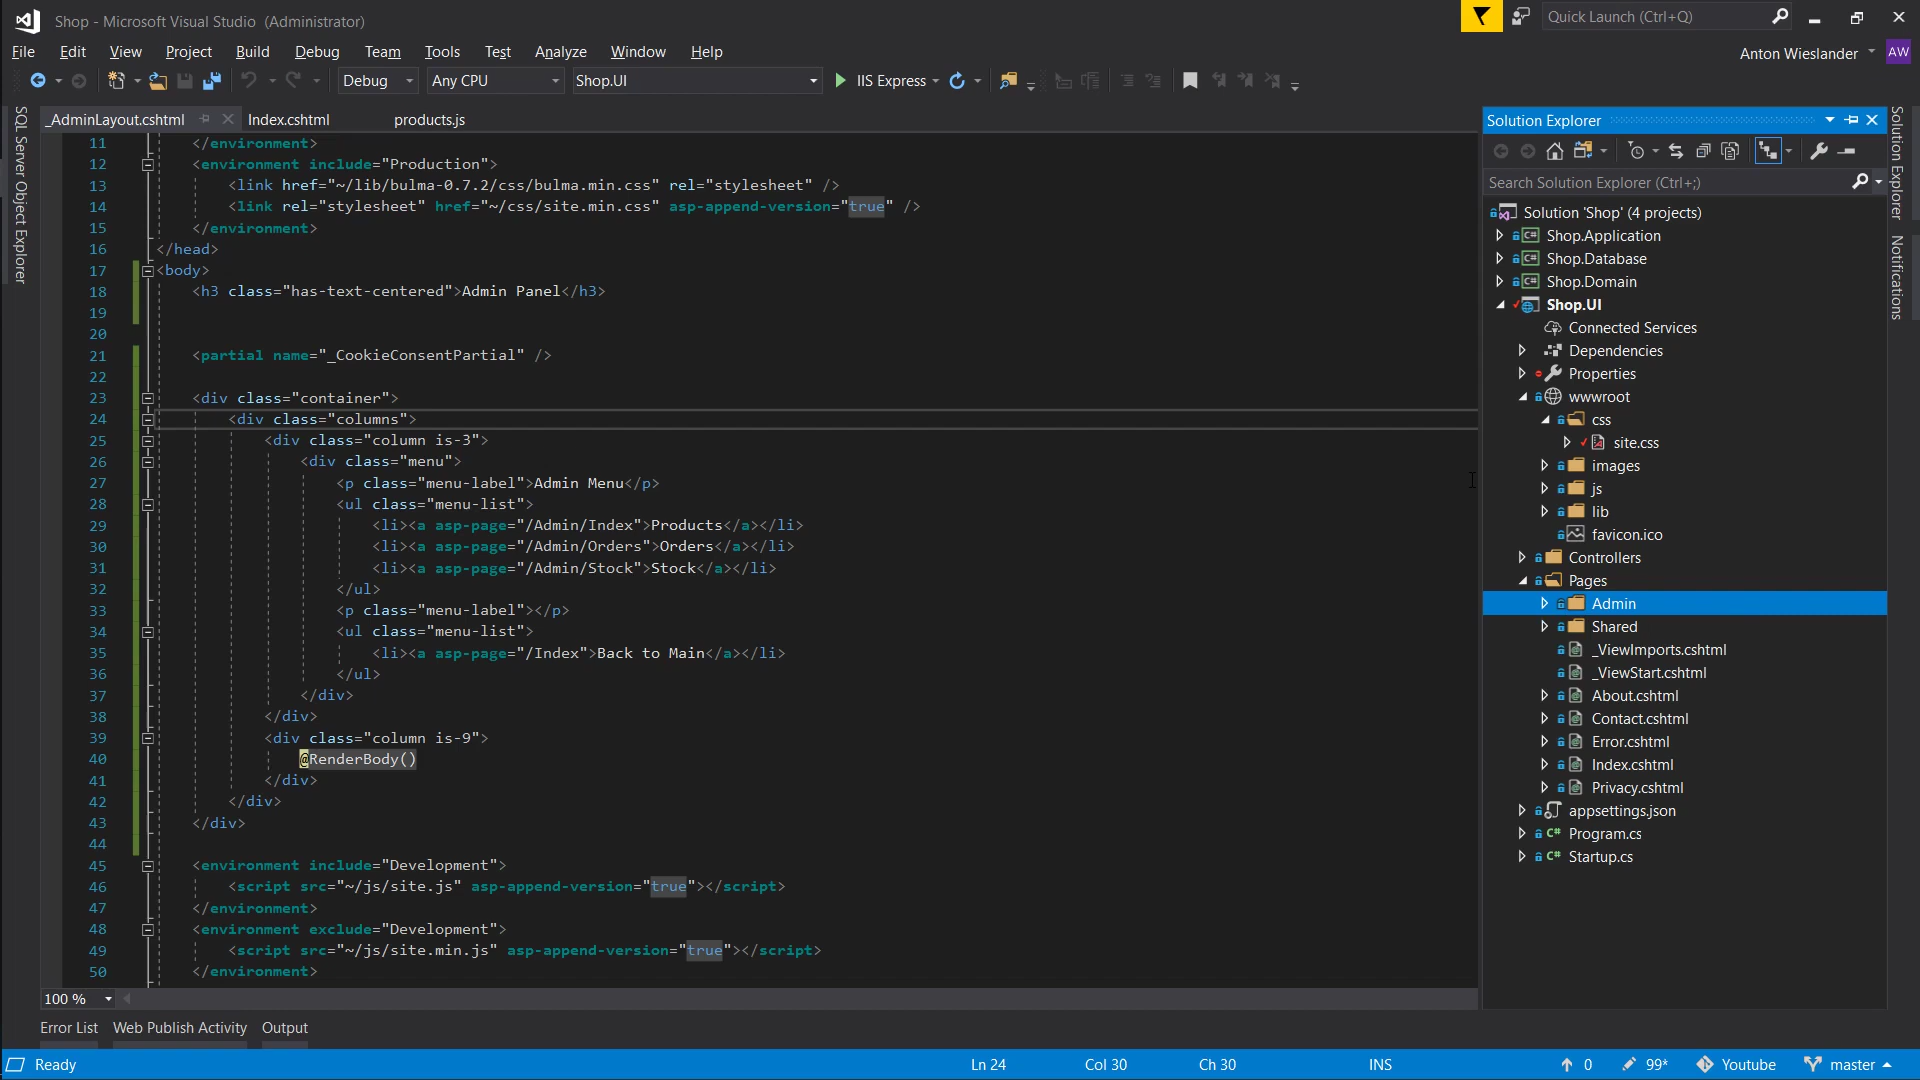 Shop - Microsoft Visual Studio (Administrator)
Quick Launch (Ctrl+Q)
File Edit View Project Build Debug Team Tools Test Analyze Window Help
Anton Wieslander AW
Debug Any CPU Shop.UI IIS Express
SQL Server Object Explorer
_AdminLayout.cshtml Index.cshtml products.js
11 </environment>
12 <environment include="Production">
13 <link href="~/lib/bulma-0.7.2/css/bulma.min.css" rel="stylesheet" />
14 <link rel="stylesheet" href="~/css/site.min.css" asp-append-version="true" />
15 </environment>
16 </head>
17 <body>
18 <h3 class="has-text-centered">Admin Panel</h3>
19
20
21 <partial name="_CookieConsentPartial" />
22
23 <div class="container">
24 <div class="columns">
25 <div class="column is-3">
26 <div class="menu">
27 <p class="menu-label">Admin Menu</p>
28 <ul class="menu-list">
29 <li><a asp-page="/Admin/Index">Products</a></li>
30 <li><a asp-page="/Admin/Orders">Orders</a></li>
31 <li><a asp-page="/Admin/Stock">Stock</a></li>
32 </ul>
33 <p class="menu-label"></p>
34 <ul class="menu-list">
35 <li><a asp-page="/Index">Back to Main</a></li>
36 </ul>
37 </div>
38 </div>
39 <div class="column is-9">
40 @RenderBody()
41 </div>
42 </div>
43 </div>
44
45 <environment include="Development">
46 <script src="~/js/site.js" asp-append-version="true"></script>
47 </environment>
48 <environment exclude="Development">
49 <script src="~/js/site.min.js" asp-append-version="true"></script>
50 </environment>
100 %
Solution Explorer
Search Solution Explorer (Ctrl+;)
Solution 'Shop' (4 projects)
C# Shop.Application
C# Shop.Database
C# Shop.Domain
Shop.UI
Connected Services
Dependencies
Properties
wwwroot
css
site.css
images
js
lib
favicon.ico
Controllers
Pages
Admin
Shared
_ViewImports.cshtml
_ViewStart.cshtml
About.cshtml
Contact.cshtml
Error.cshtml
Index.cshtml
Privacy.cshtml
appsettings.json
C# Program.cs
C# Startup.cs
Solution Explorer
Notifications
Error List Web Publish Activity Output
Ready Ln 24 Col 30 Ch 30 INS 0 99* Youtube master